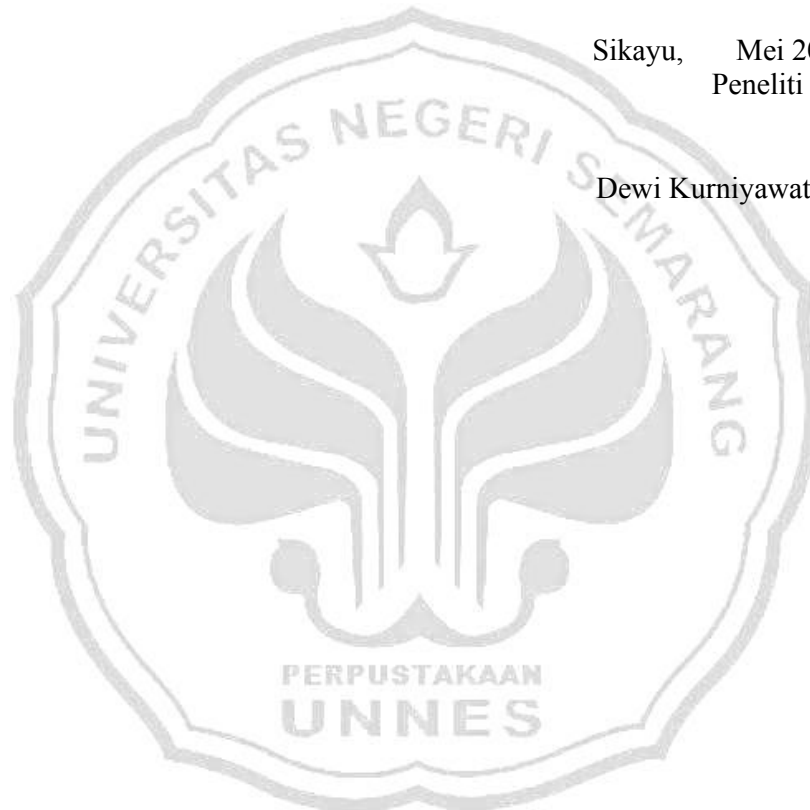 Sikayu, Mei 20
Peneliti
Dewi Kurniyawat
UNIVERSITAS NEGERI SEMARANG
PERPUSTAKAAN
UNNES